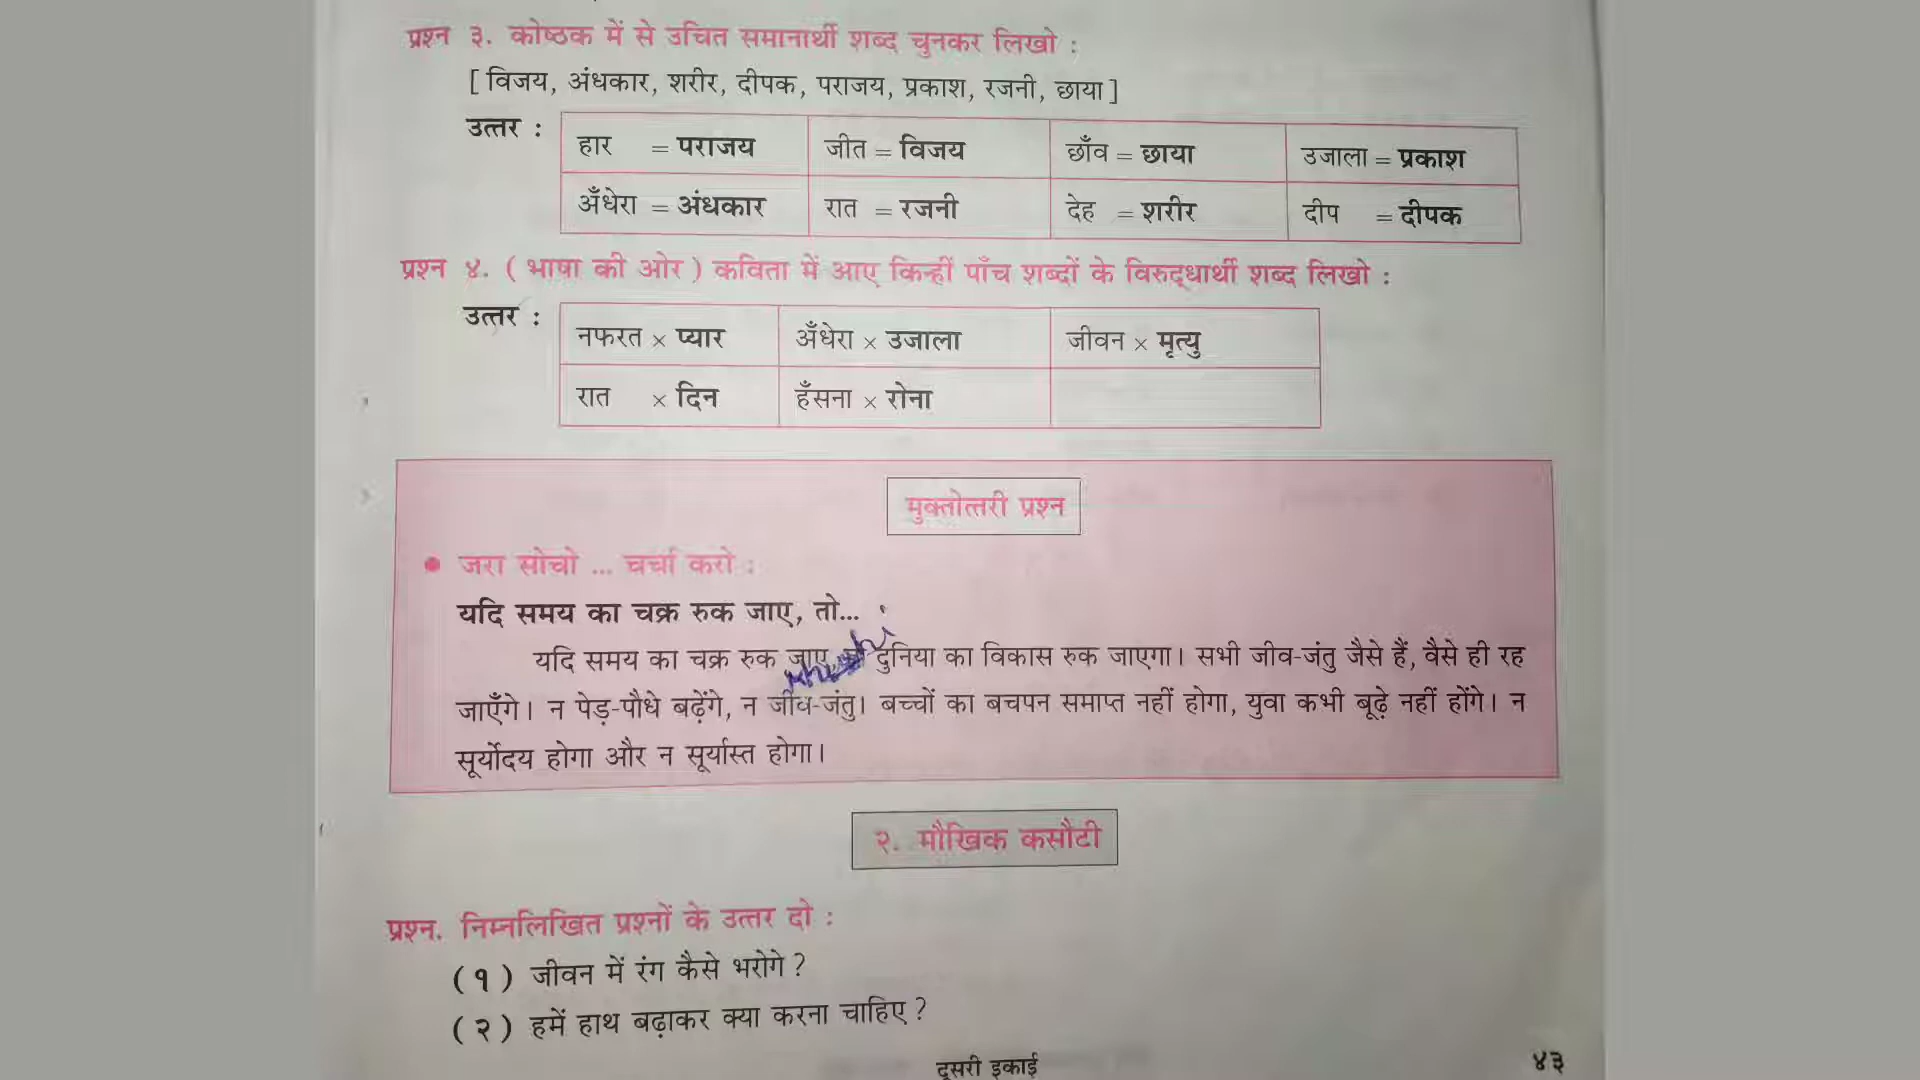 प्रश्न ३. कोष्ठक में से उचित समानार्थी शब्द चुनकर लिखो :
[ विजय, अंधकार, शरीर, दीपक, पराजय, प्रकाश, रजनी, छाया ]
उत्तर : हार = पराजय जीत = विजय छाँव = छाया उजाला = प्रकाश
अँधेरा = अंधकार रात = रजनी देह = शरीर दीप = दीपक
प्रश्न ४. ( भाषा की ओर ) कविता में आए किन्हीं पाँच शब्दों के विरुद्धार्थी शब्द लिखो :
उत्तर : नफरत × प्यार अँधेरा × उजाला जीवन × मृत्यु
रात × दिन हँसना × रोना
मुक्तोत्तरी प्रश्न
• जरा सोचो ... चर्चा करो :
यदि समय का चक्र रुक जाए, तो...
यदि समय का चक्र रुक जाए दुनिया का विकास रुक जाएगा। सभी जीव-जंतु जैसे हैं, वैसे ही रह
जाएँगे। न पेड़-पौधे बढ़ेंगे, न जीव-जंतु। बच्चों का बचपन समाप्त नहीं होगा, युवा कभी बूढ़े नहीं होंगे। न
सूर्योदय होगा और न सूर्यास्त होगा।
२. मौखिक कसौटी
प्रश्न. निम्नलिखित प्रश्नों के उत्तर दो :
( १ ) जीवन में रंग कैसे भरोगे ?
( २ ) हमें हाथ बढ़ाकर क्या करना चाहिए ?
दूसरी इकाई ४३